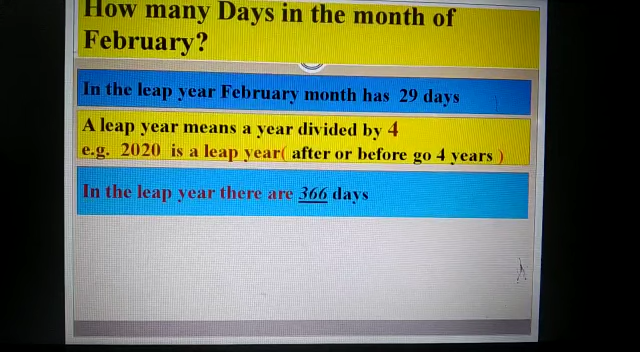 How many Days in the month of
February?
In the leap year February month has 29 days
A leap year means a year divided by 4
e.g. 2020 is a leap year( after or before go 4 years )
In the leap year there are 366 days